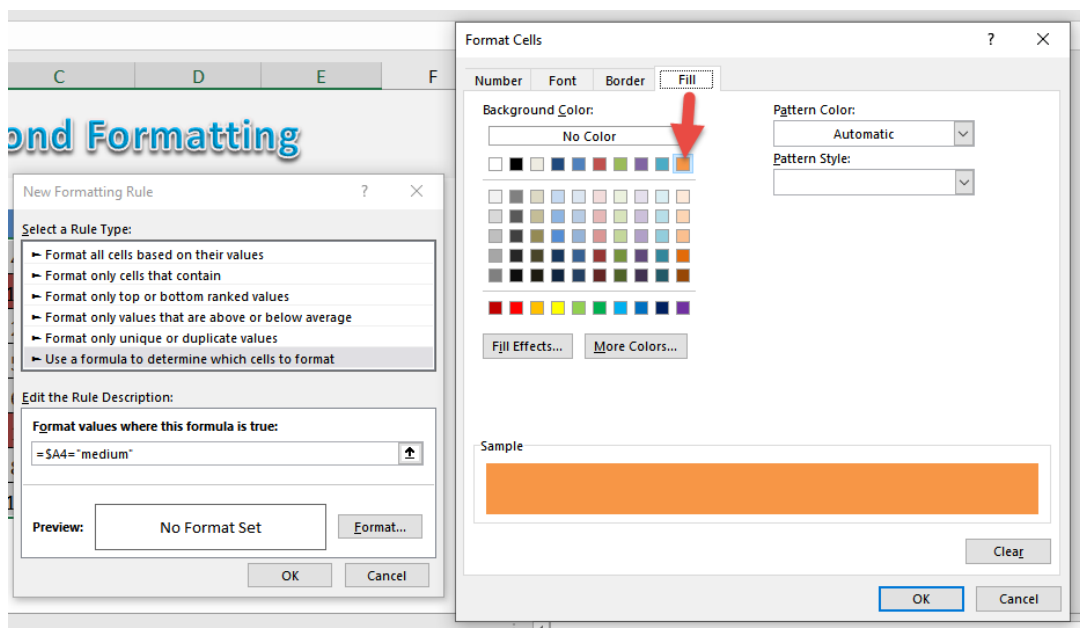 C D E F
ond Formatting
New Formatting Rule ?
Select a Rule Type:
► Format all cells based on their values
► Format only cells that contain
► Format only top or bottom ranked values
► Format only values that are above or below average
► Format only unique or duplicate values
► Use a formula to determine which cells to format
Edit the Rule Description:
Format values where this formula is true:
=$A4="medium"
Preview:
No Format Set
Format...
OK
Cancel
Format Cells ?
Number Font Border Fill
Background Color:
No Color
Fill Effects...
More Colors...
Pattern Color:
Automatic
Pattern Style:
Sample
Clear
OK
Cancel